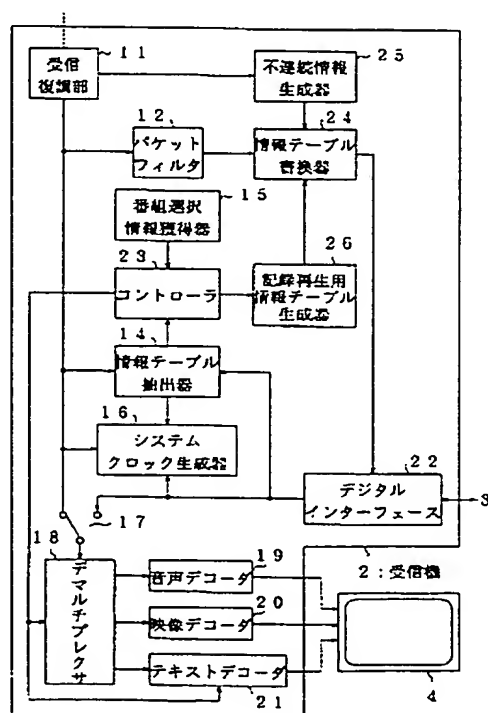 受信
復調部
11
不連続情報
生成器
25
12
パケット
フィルタ
24
情報テーブル
書換器
番組選択
情報獲得器
15
23
コントローラ
26
記録再生用
情報テーブル
生成器
14
情報テーブル
抽出器
16
システム
クロック生成器
22
デジタル
インターフェース
3
17
18
デマルチプレクサ
音声デコーダ
19
2:受信機
映像デコーダ
20
テキストデコーダ
21
4